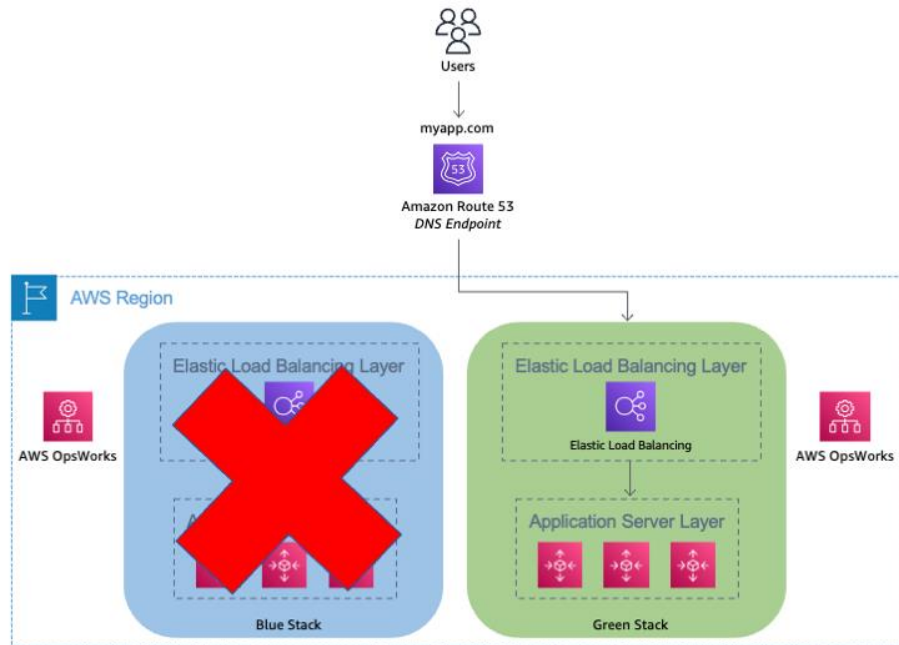 Users
myapp.com
53
Amazon Route 53
DNS Endpoint
AWS Region
Elastic Load Balancing Layer
Elastic Load Balancing Layer
Elastic Load Balancing
AWS OpsWorks
AWS OpsWorks
A
Application Server Layer
Blue Stack
Green Stack